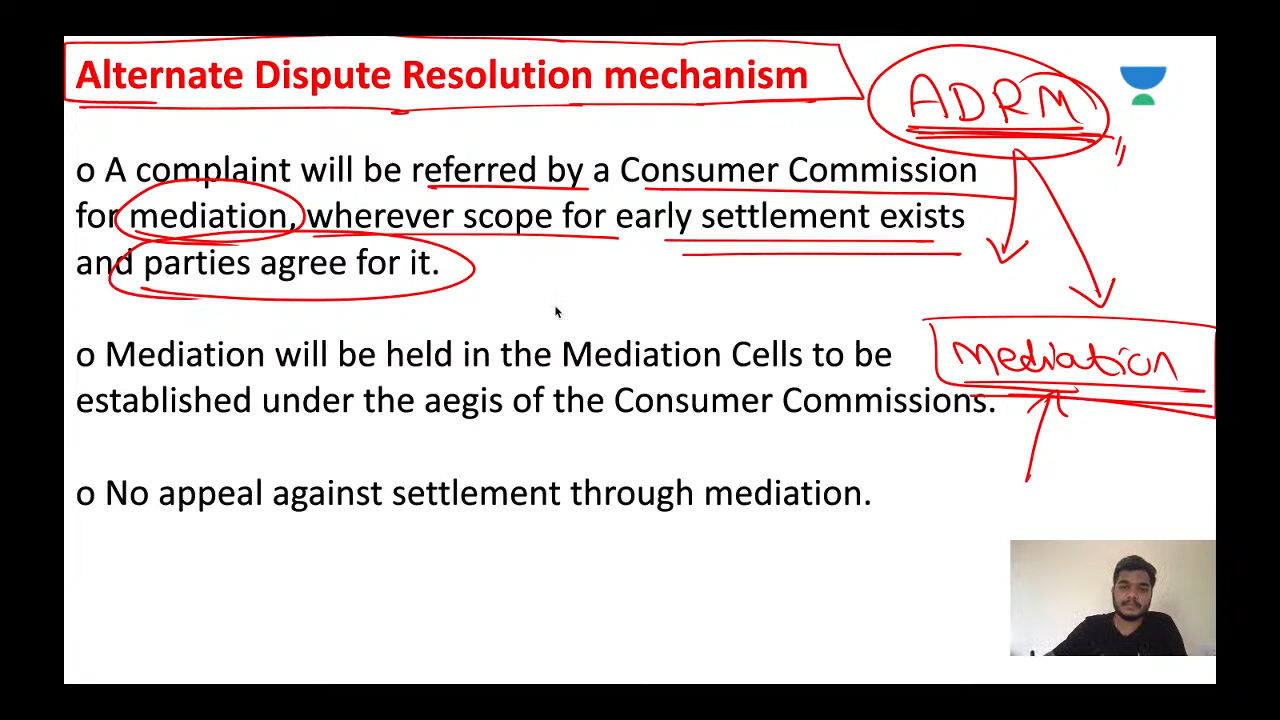 Alternate Dispute Resolution mechanism
ADRM
o A complaint will be referred by a Consumer Commission
for mediation, wherever scope for early settlement exists
and parties agree for it.
o Mediation will be held in the Mediation Cells to be
established under the aegis of the Consumer Commissions.
mediation
o No appeal against settlement through mediation.